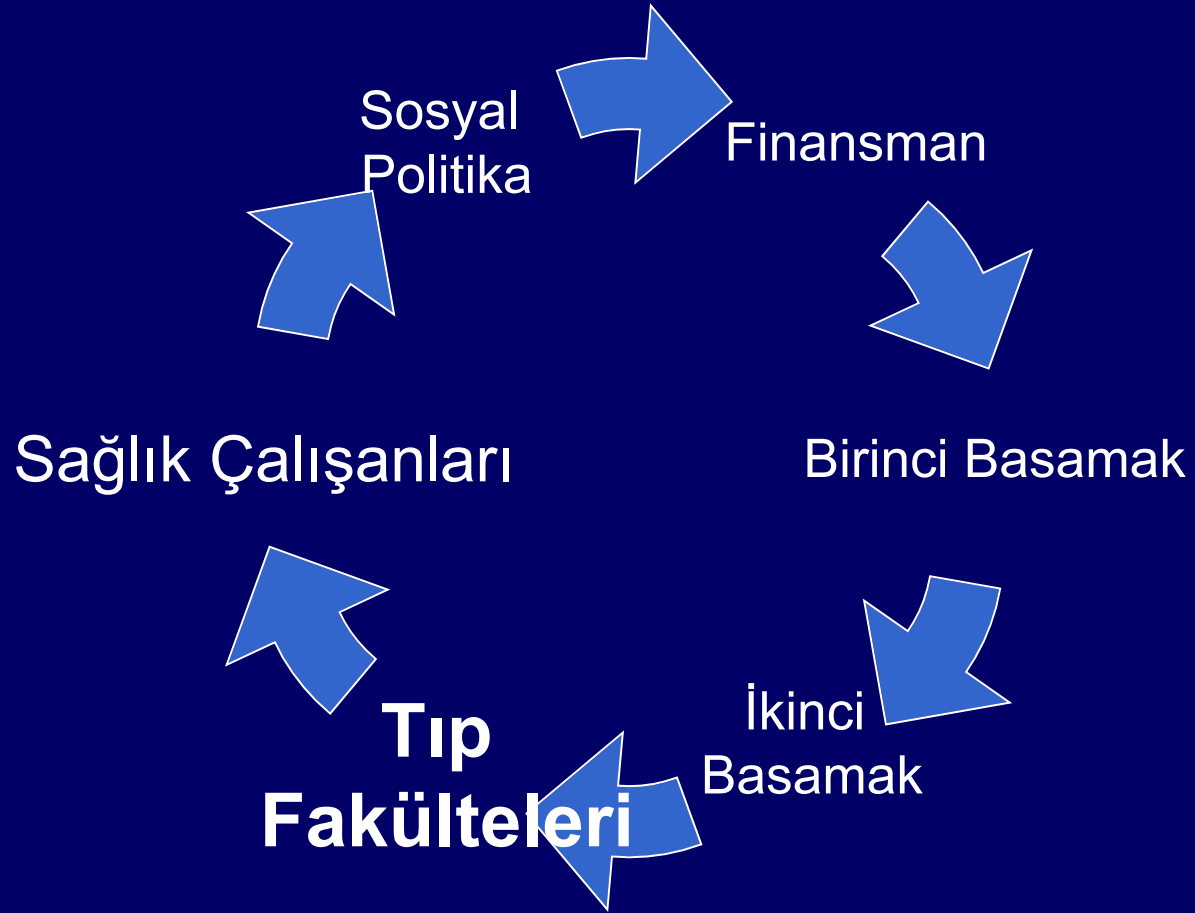 Sosyal
Politika
Finansman
Sağlık Çalışanları
Birinci Basamak
İkinci
Basamak
Tıp
Fakülteleri